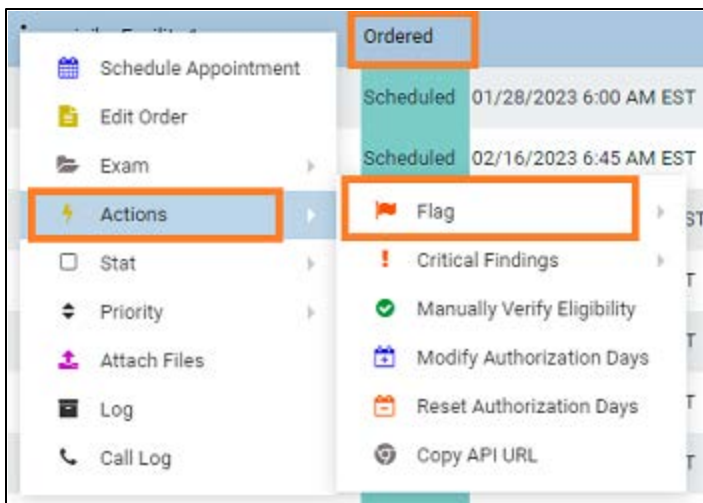 Ordered
Schedule Appointment
Scheduled 01/28/2023 6:00 AM EST
Edit Order
Exam
Scheduled 02/16/2023 6:45 AM EST
Actions
Flag
Stat
Critical Findings
Priority
Manually Verify Eligibility
Attach Files
Modify Authorization Days
Log
Reset Authorization Days
Call Log
Copy API URL